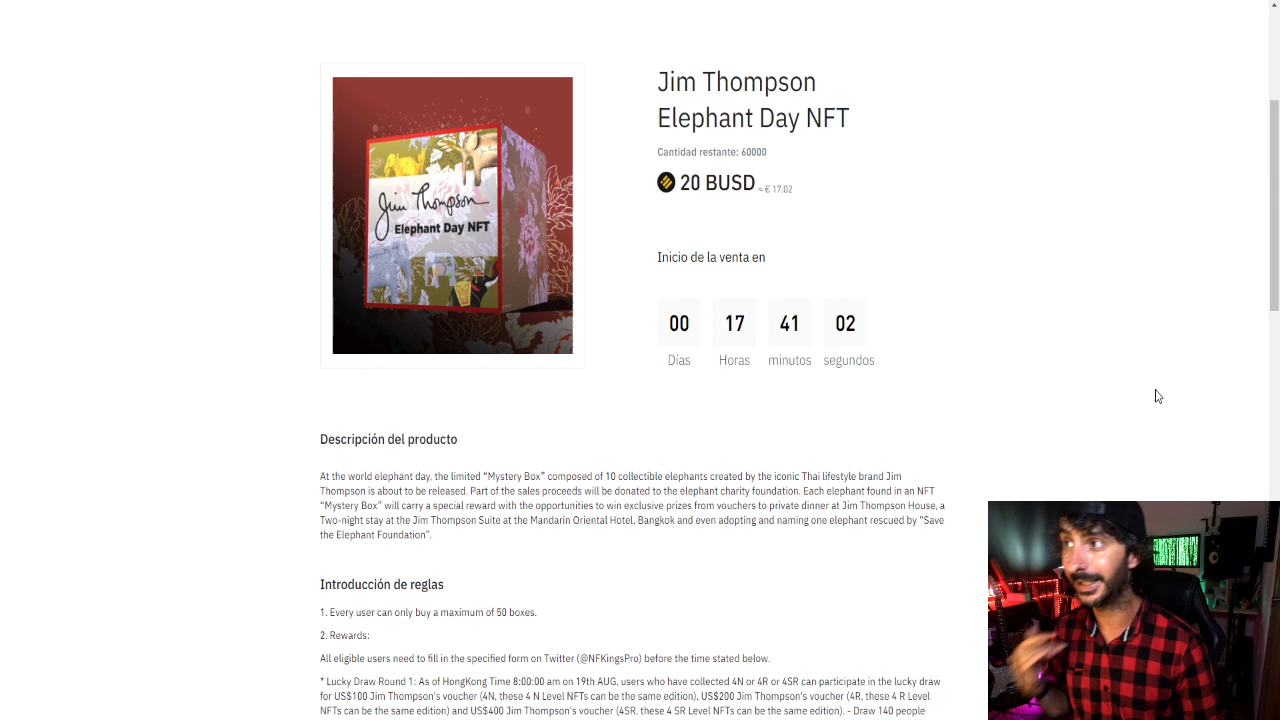 Jim Thompson
Elephant Day NFT
Cantidad restante: 60000
20 BUSD ≈ € 17.02
Jim Thompson
Elephant Day NFT
Inicio de la venta en
00 17 41 02
Días Horas minutos segundos
Descripción del producto
At the world elephant day, the limited “Mystery Box” composed of 10 collectible elephants created by the iconic Thai lifestyle brand Jim
Thompson is about to be released. Part of the sales proceeds will be donated to the elephant charity foundation. Each elephant found in an NFT
“Mystery Box” will carry a special reward with the opportunities to win exclusive prizes from vouchers to private dinner at Jim Thompson House, a
Two-night stay at the Jim Thompson Suite at the Mandarin Oriental Hotel, Bangkok and even adopting and naming one elephant rescued by “Save
the Elephant Foundation”.
Introducción de reglas
1. Every user can only buy a maximum of 50 boxes.
2. Rewards:
All eligible users need to fill in the specified form on Twitter (@NFKingsPro) before the time stated below.
* Lucky Draw Round 1: As of HongKong Time 8:00:00 am on 19th AUG, users who have collected 4N or 4R or 4SR can participate in the lucky draw
for US$100 Jim Thompson's voucher (4N, these 4 N Level NFTs can be the same edition), US$200 Jim Thompson's voucher (4R, these 4 R Level
NFTs can be the same edition) and US$400 Jim Thompson's voucher (4SR, these 4 SR Level NFTs can be the same edition). - Draw 140 people